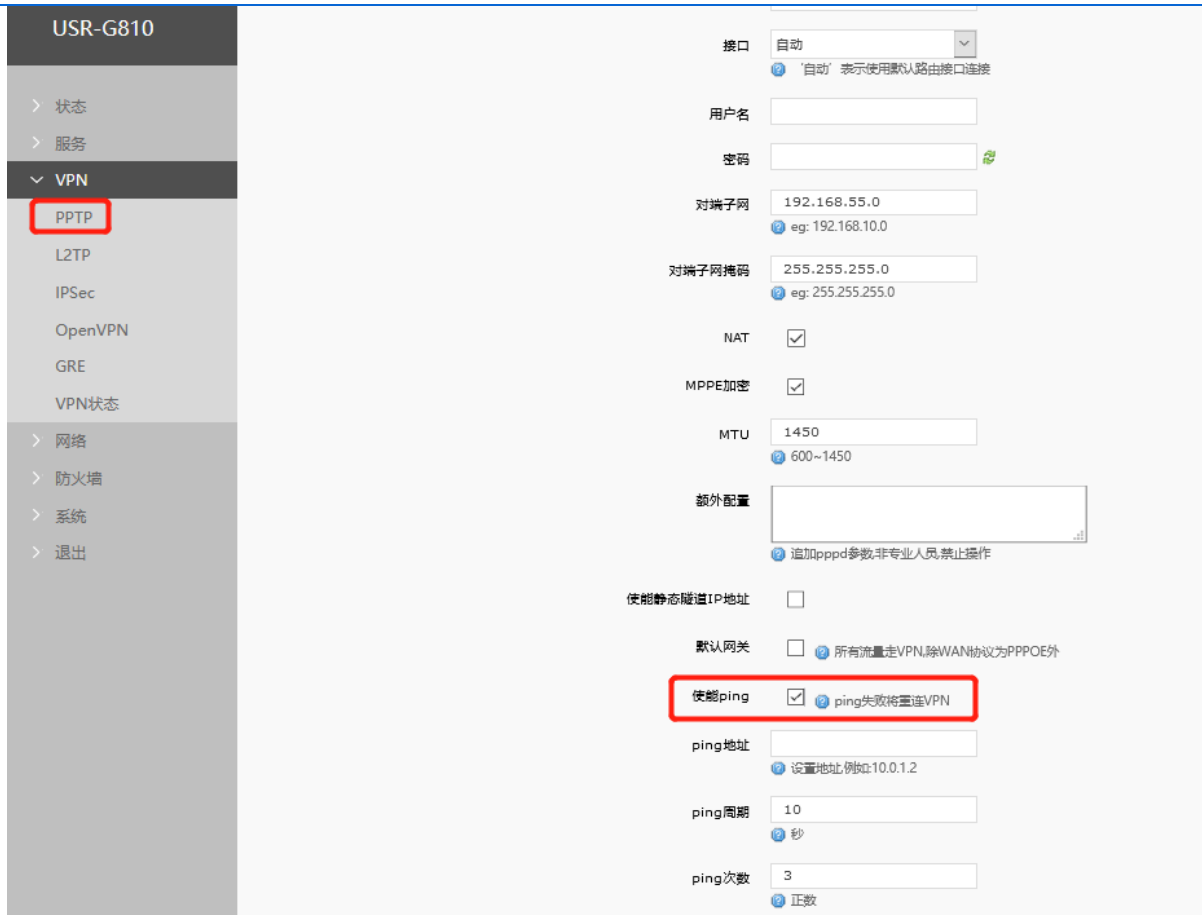 USR-G810
状态
服务
VPN
PPTP
L2TP
IPSec
OpenVPN
GRE
VPN状态
网络
防火墙
系统
退出
接口 自动
‘自动’ 表示使用默认路由接口连接
用户名
密码
对端子网 192.168.55.0
eg: 192.168.10.0
对端子网掩码 255.255.255.0
eg: 255.255.255.0
NAT
MPPE加密
MTU 1450
600~1450
额外配置
追加pppd参数,非专业人员,禁止操作
使能静态隧道IP地址
默认网关 所有流量走VPN,除WAN协议为PPPOE外
使能ping ping失败将重连VPN
ping地址
设置地址,例如:10.0.1.2
ping周期 10
秒
ping次数 3
正数